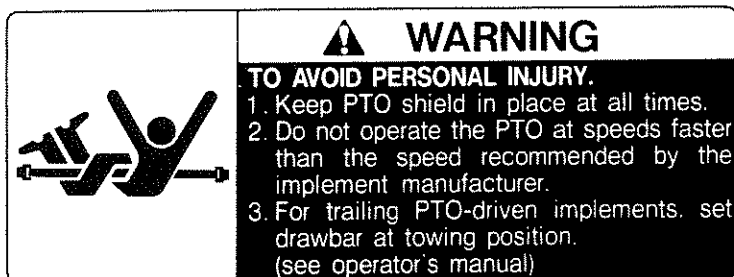 WARNING
TO AVOID PERSONAL INJURY.
1. Keep PTO shield in place at all times.
2. Do not operate the PTO at speeds faster
than the speed recommended by the
implement manufacturer.
3. For trailing PTO-driven implements. set
drawbar at towing position.
(see operator's manual)